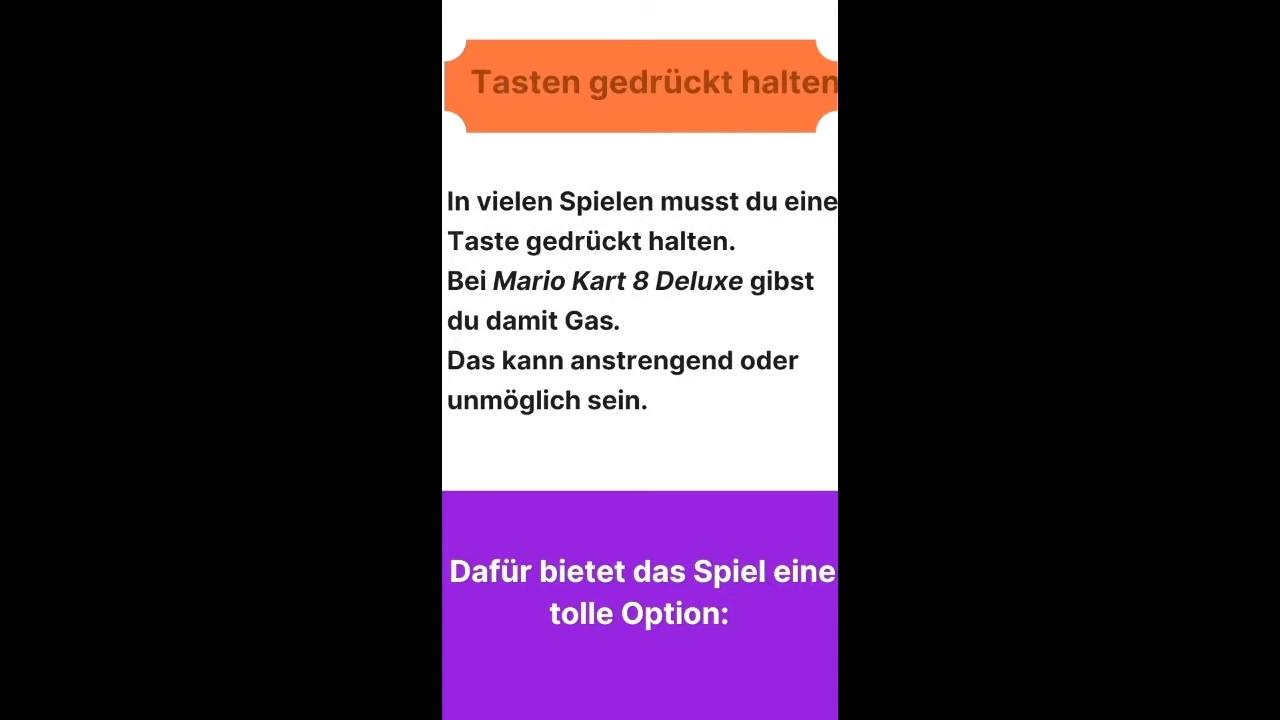 Tasten gedrückt halten
In vielen Spielen musst du eine
Taste gedrückt halten.
Bei Mario Kart 8 Deluxe gibst
du damit Gas.
Das kann anstrengend oder
unmöglich sein.
Dafür bietet das Spiel eine
tolle Option: